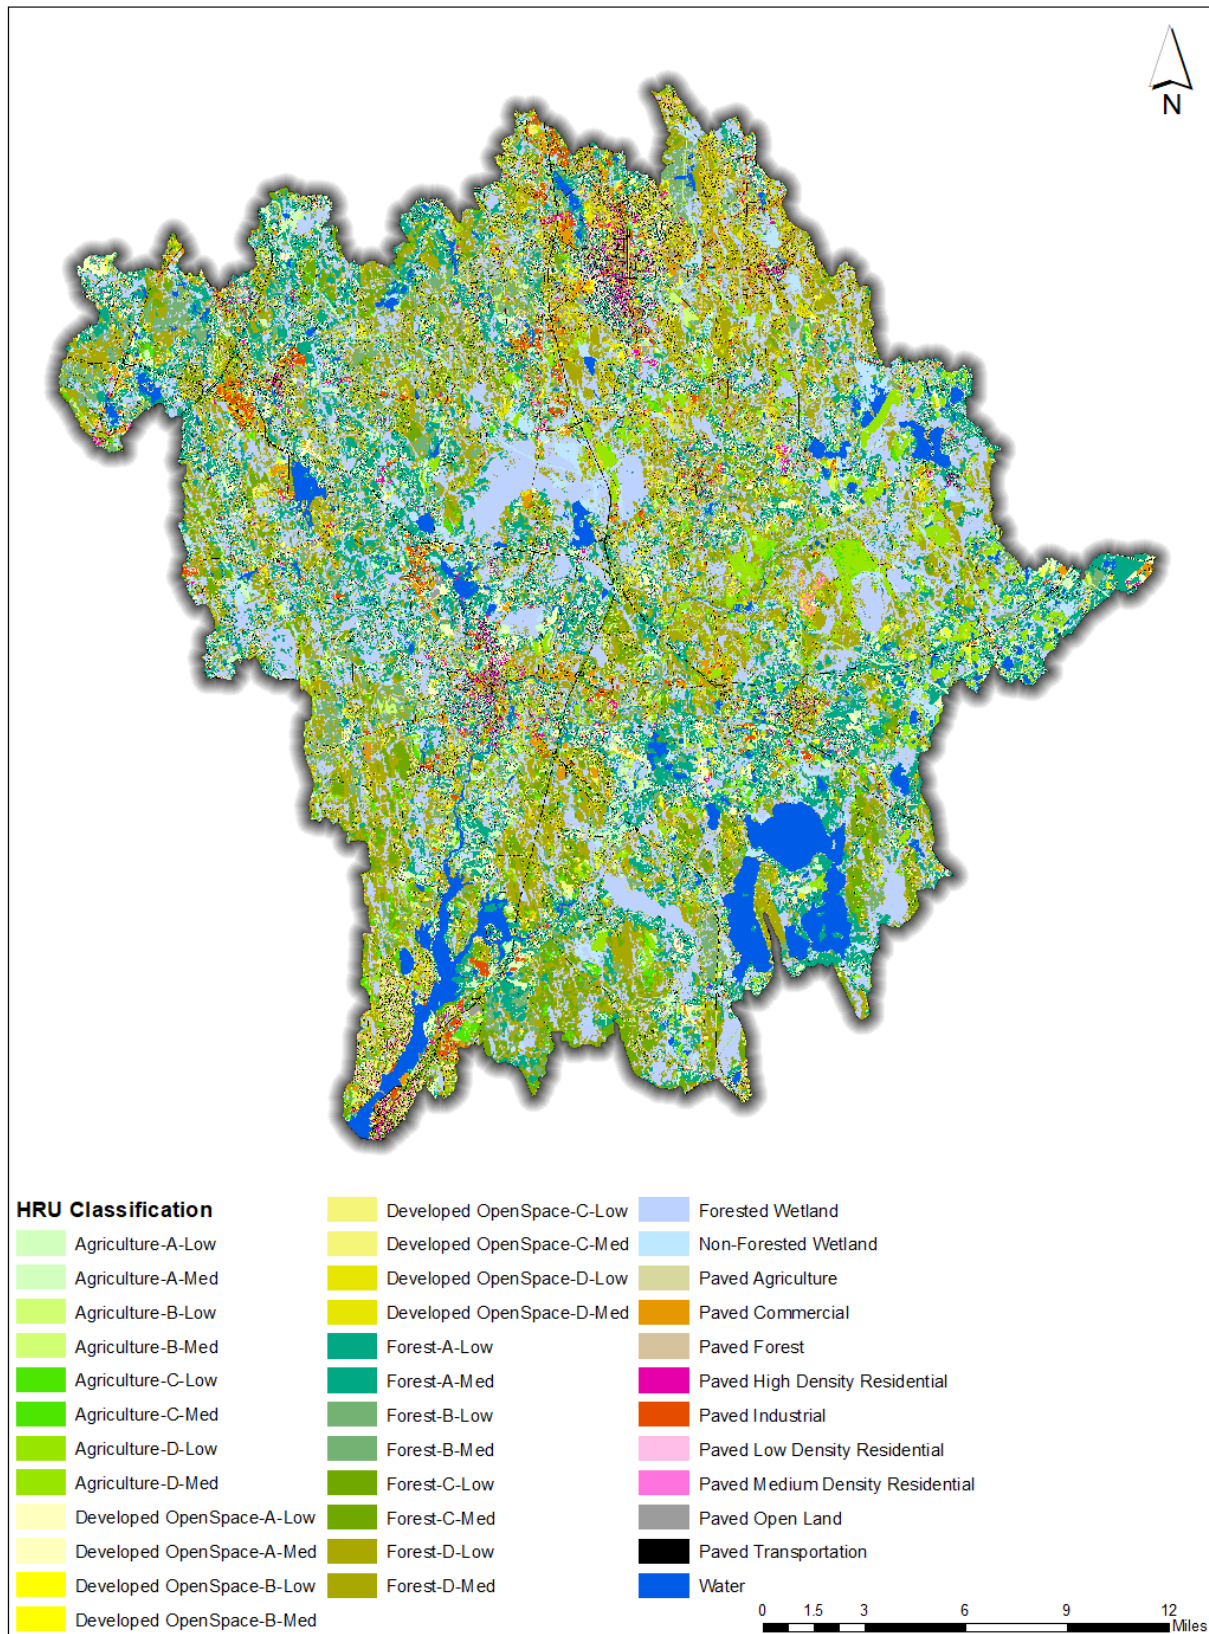 N
HRU Classification
Agriculture-A-Low
Agriculture-A-Med
Agriculture-B-Low
Agriculture-B-Med
Agriculture-C-Low
Agriculture-C-Med
Agriculture-D-Low
Agriculture-D-Med
Developed OpenSpace-A-Low
Developed OpenSpace-A-Med
Developed OpenSpace-B-Low
Developed OpenSpace-B-Med
Developed OpenSpace-C-Low
Developed OpenSpace-C-Med
Developed OpenSpace-D-Low
Developed OpenSpace-D-Med
Forest-A-Low
Forest-A-Med
Forest-B-Low
Forest-B-Med
Forest-C-Low
Forest-C-Med
Forest-D-Low
Forest-D-Med
Forested Wetland
Non-Forested Wetland
Paved Agriculture
Paved Commercial
Paved Forest
Paved High Density Residential
Paved Industrial
Paved Low Density Residential
Paved Medium Density Residential
Paved Open Land
Paved Transportation
Water
0 1.5 3 6 9 12
Miles